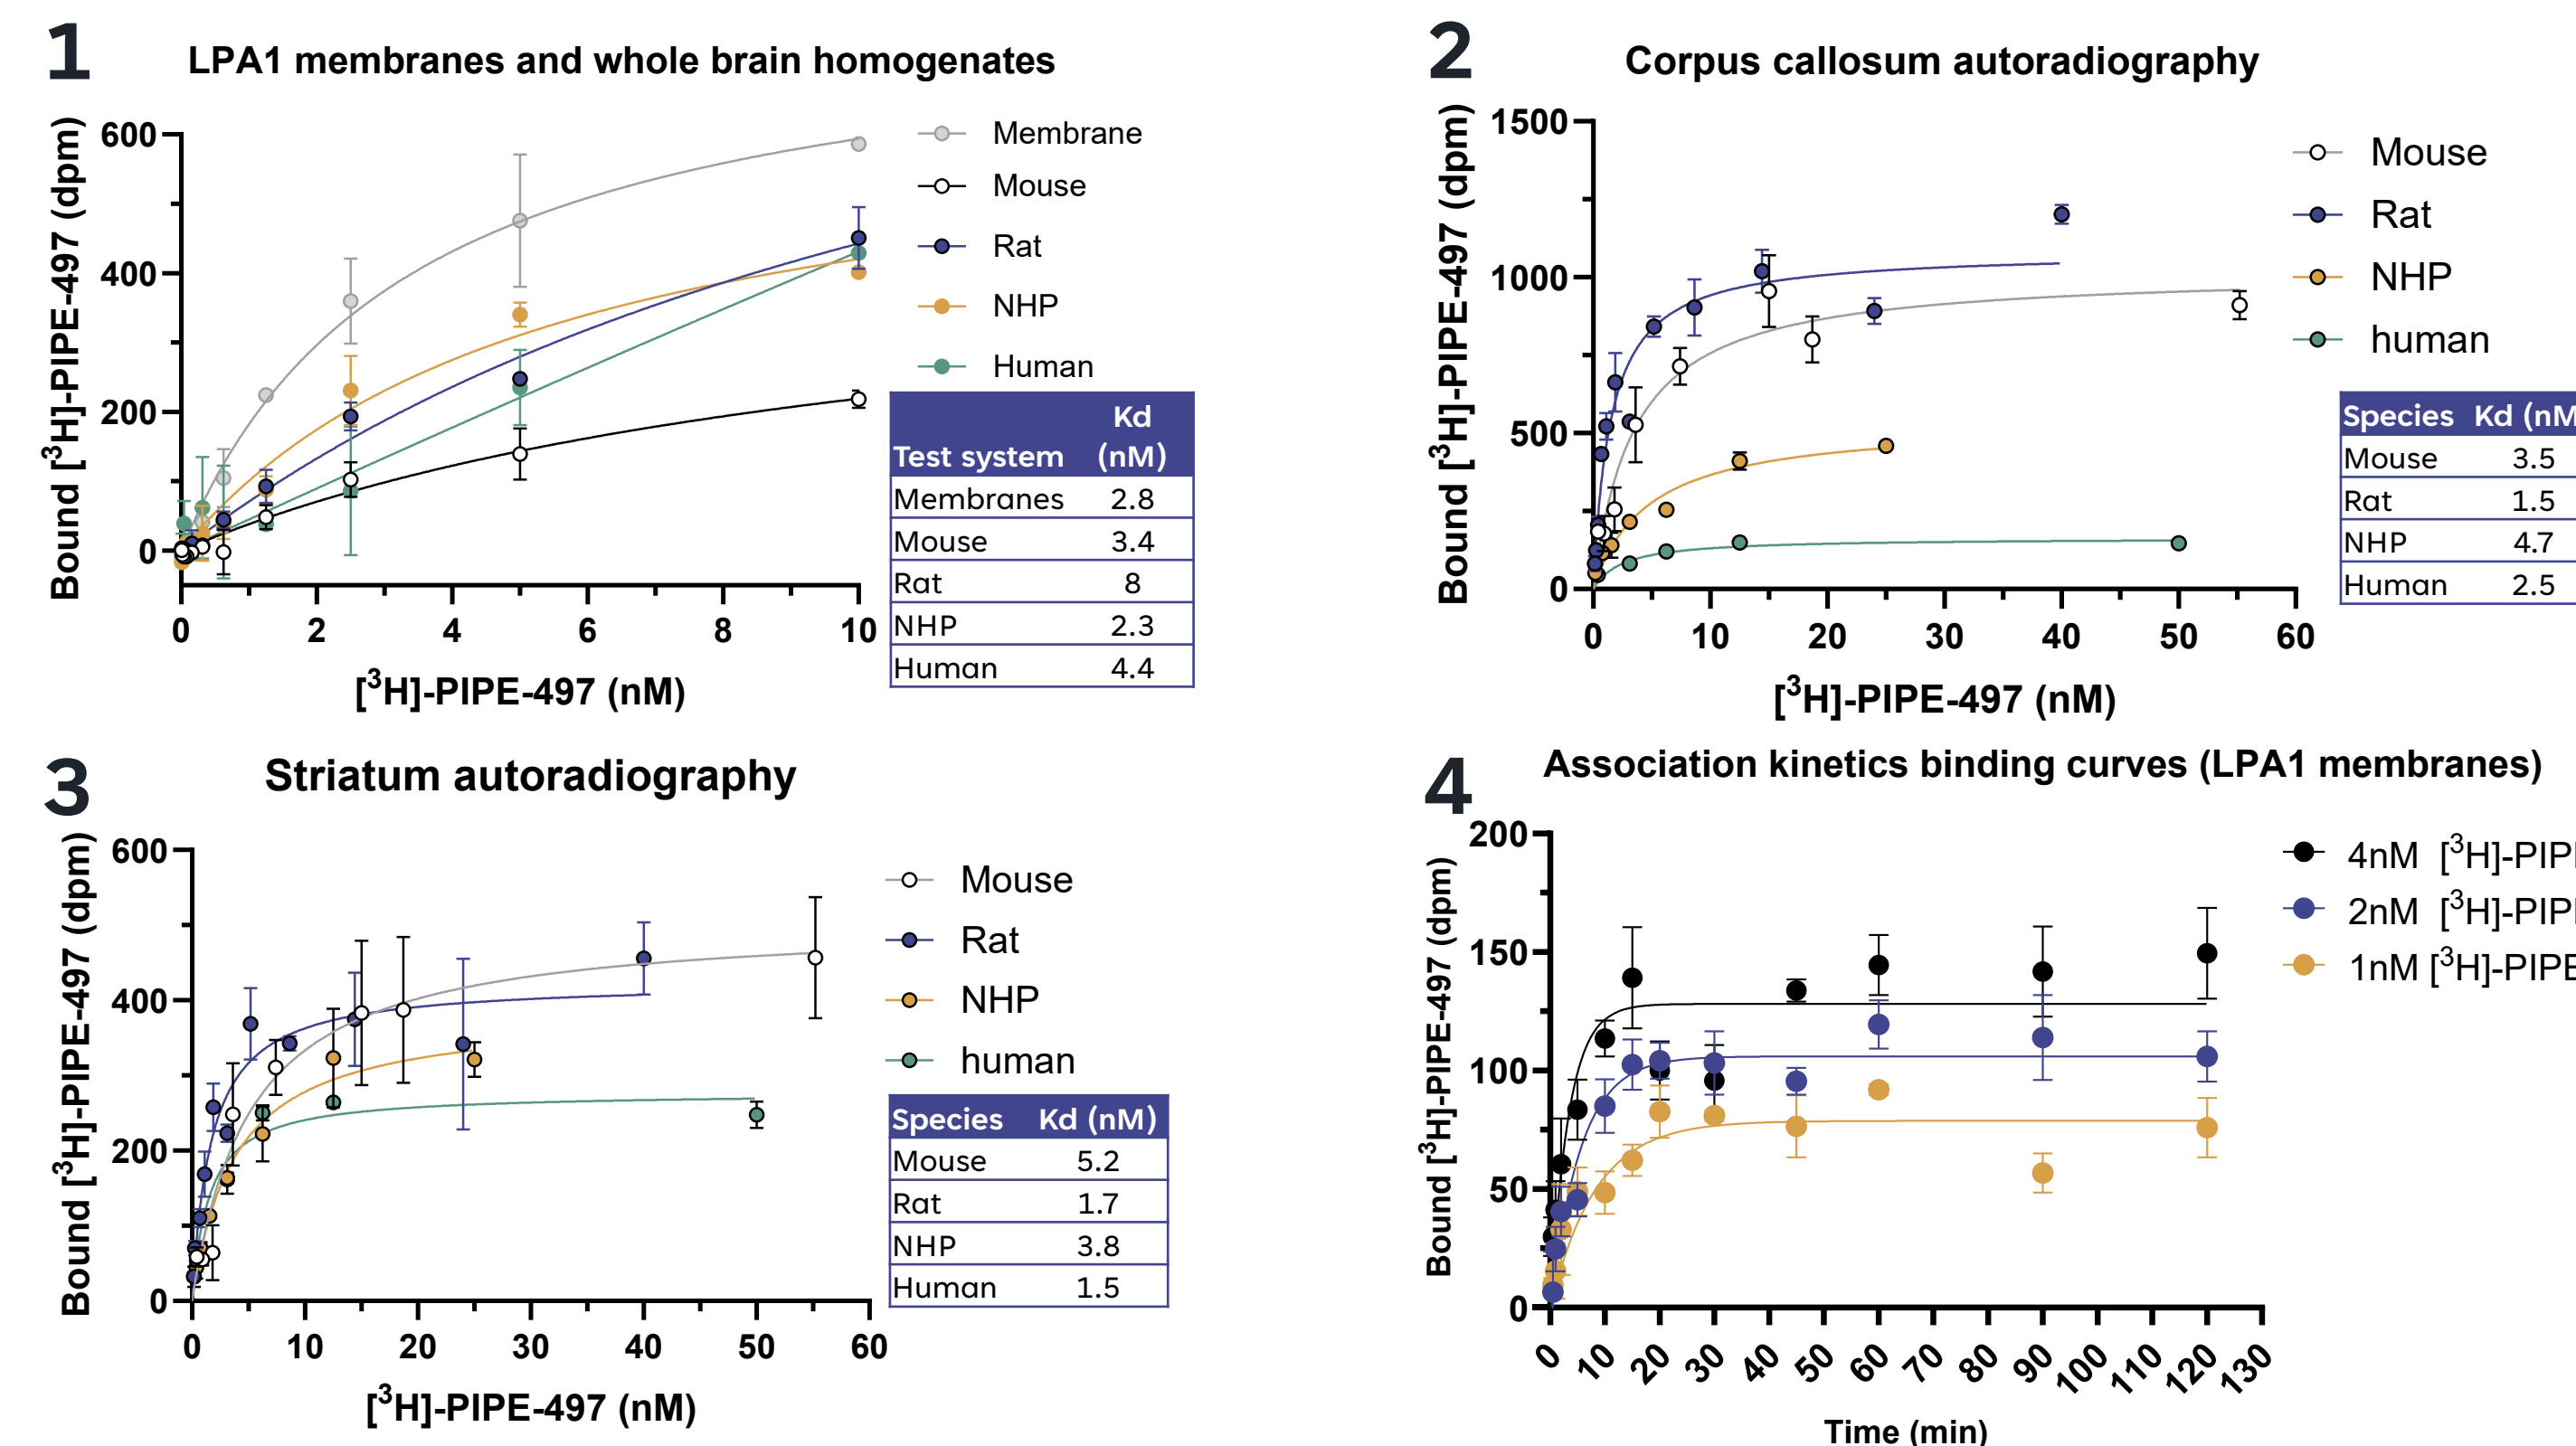 1
LPA1 membranes and whole brain homogenates
Bound [³H]-PIPE-497 (dpm)
600
400
200
0
0 2 4 6 8 10
[³H]-PIPE-497 (nM)
Membrane
Mouse
Rat
NHP
Human
Test system Kd (nM)
Membranes 2.8
Mouse 3.4
Rat 8
NHP 2.3
Human 4.4
2
Corpus callosum autoradiography
Bound [³H]-PIPE-497 (dpm)
1500
1000
500
0
0 10 20 30 40 50 60
[³H]-PIPE-497 (nM)
Mouse
Rat
NHP
human
Species Kd (nM
Mouse 3.5
Rat 1.5
NHP 4.7
Human 2.5
3
Striatum autoradiography
Bound [³H]-PIPE-497 (dpm)
600
400
200
0
0 10 20 30 40 50 60
[³H]-PIPE-497 (nM)
Mouse
Rat
NHP
human
Species Kd (nM)
Mouse 5.2
Rat 1.7
NHP 3.8
Human 1.5
4
Association kinetics binding curves (LPA1 membranes)
Bound [³H]-PIPE-497 (dpm)
200
150
100
50
0
0 10 20 30 40 50 60 70 80 90 100 110 120 130
Time (min)
4nM [³H]-PIP
2nM [³H]-PIP
1nM [³H]-PIPE